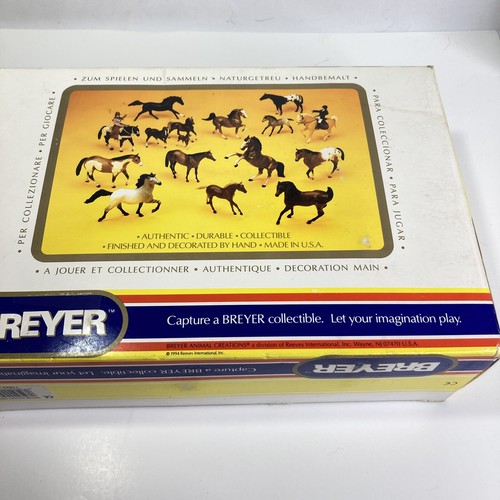 • ZUM SPIELEN UND SAMMELN • NATURGETREU • HANDBEMALT •
PER COLLEZIONARE • PER GIOCARE •
PARA COLECCIONAR • PARA JUGAR •
• AUTHENTIC • DURABLE • COLLECTIBLE
• FINISHED AND DECORATED BY HAND • MADE IN U.S.A.
• A JOUER ET COLLECTIONNER • AUTHENTIQUE • DECORATION MAIN •
REYER™
Capture a BREYER collectible. Let your imagination play.
BREYER ANIMAL CREATIONS® a division of Reeves International, Inc. Wayne, NJ 07470 U.S.A.
© 1994 Reeves International, Inc.
BREYER
Capture a BREYER collectible. Let your imagination
CE